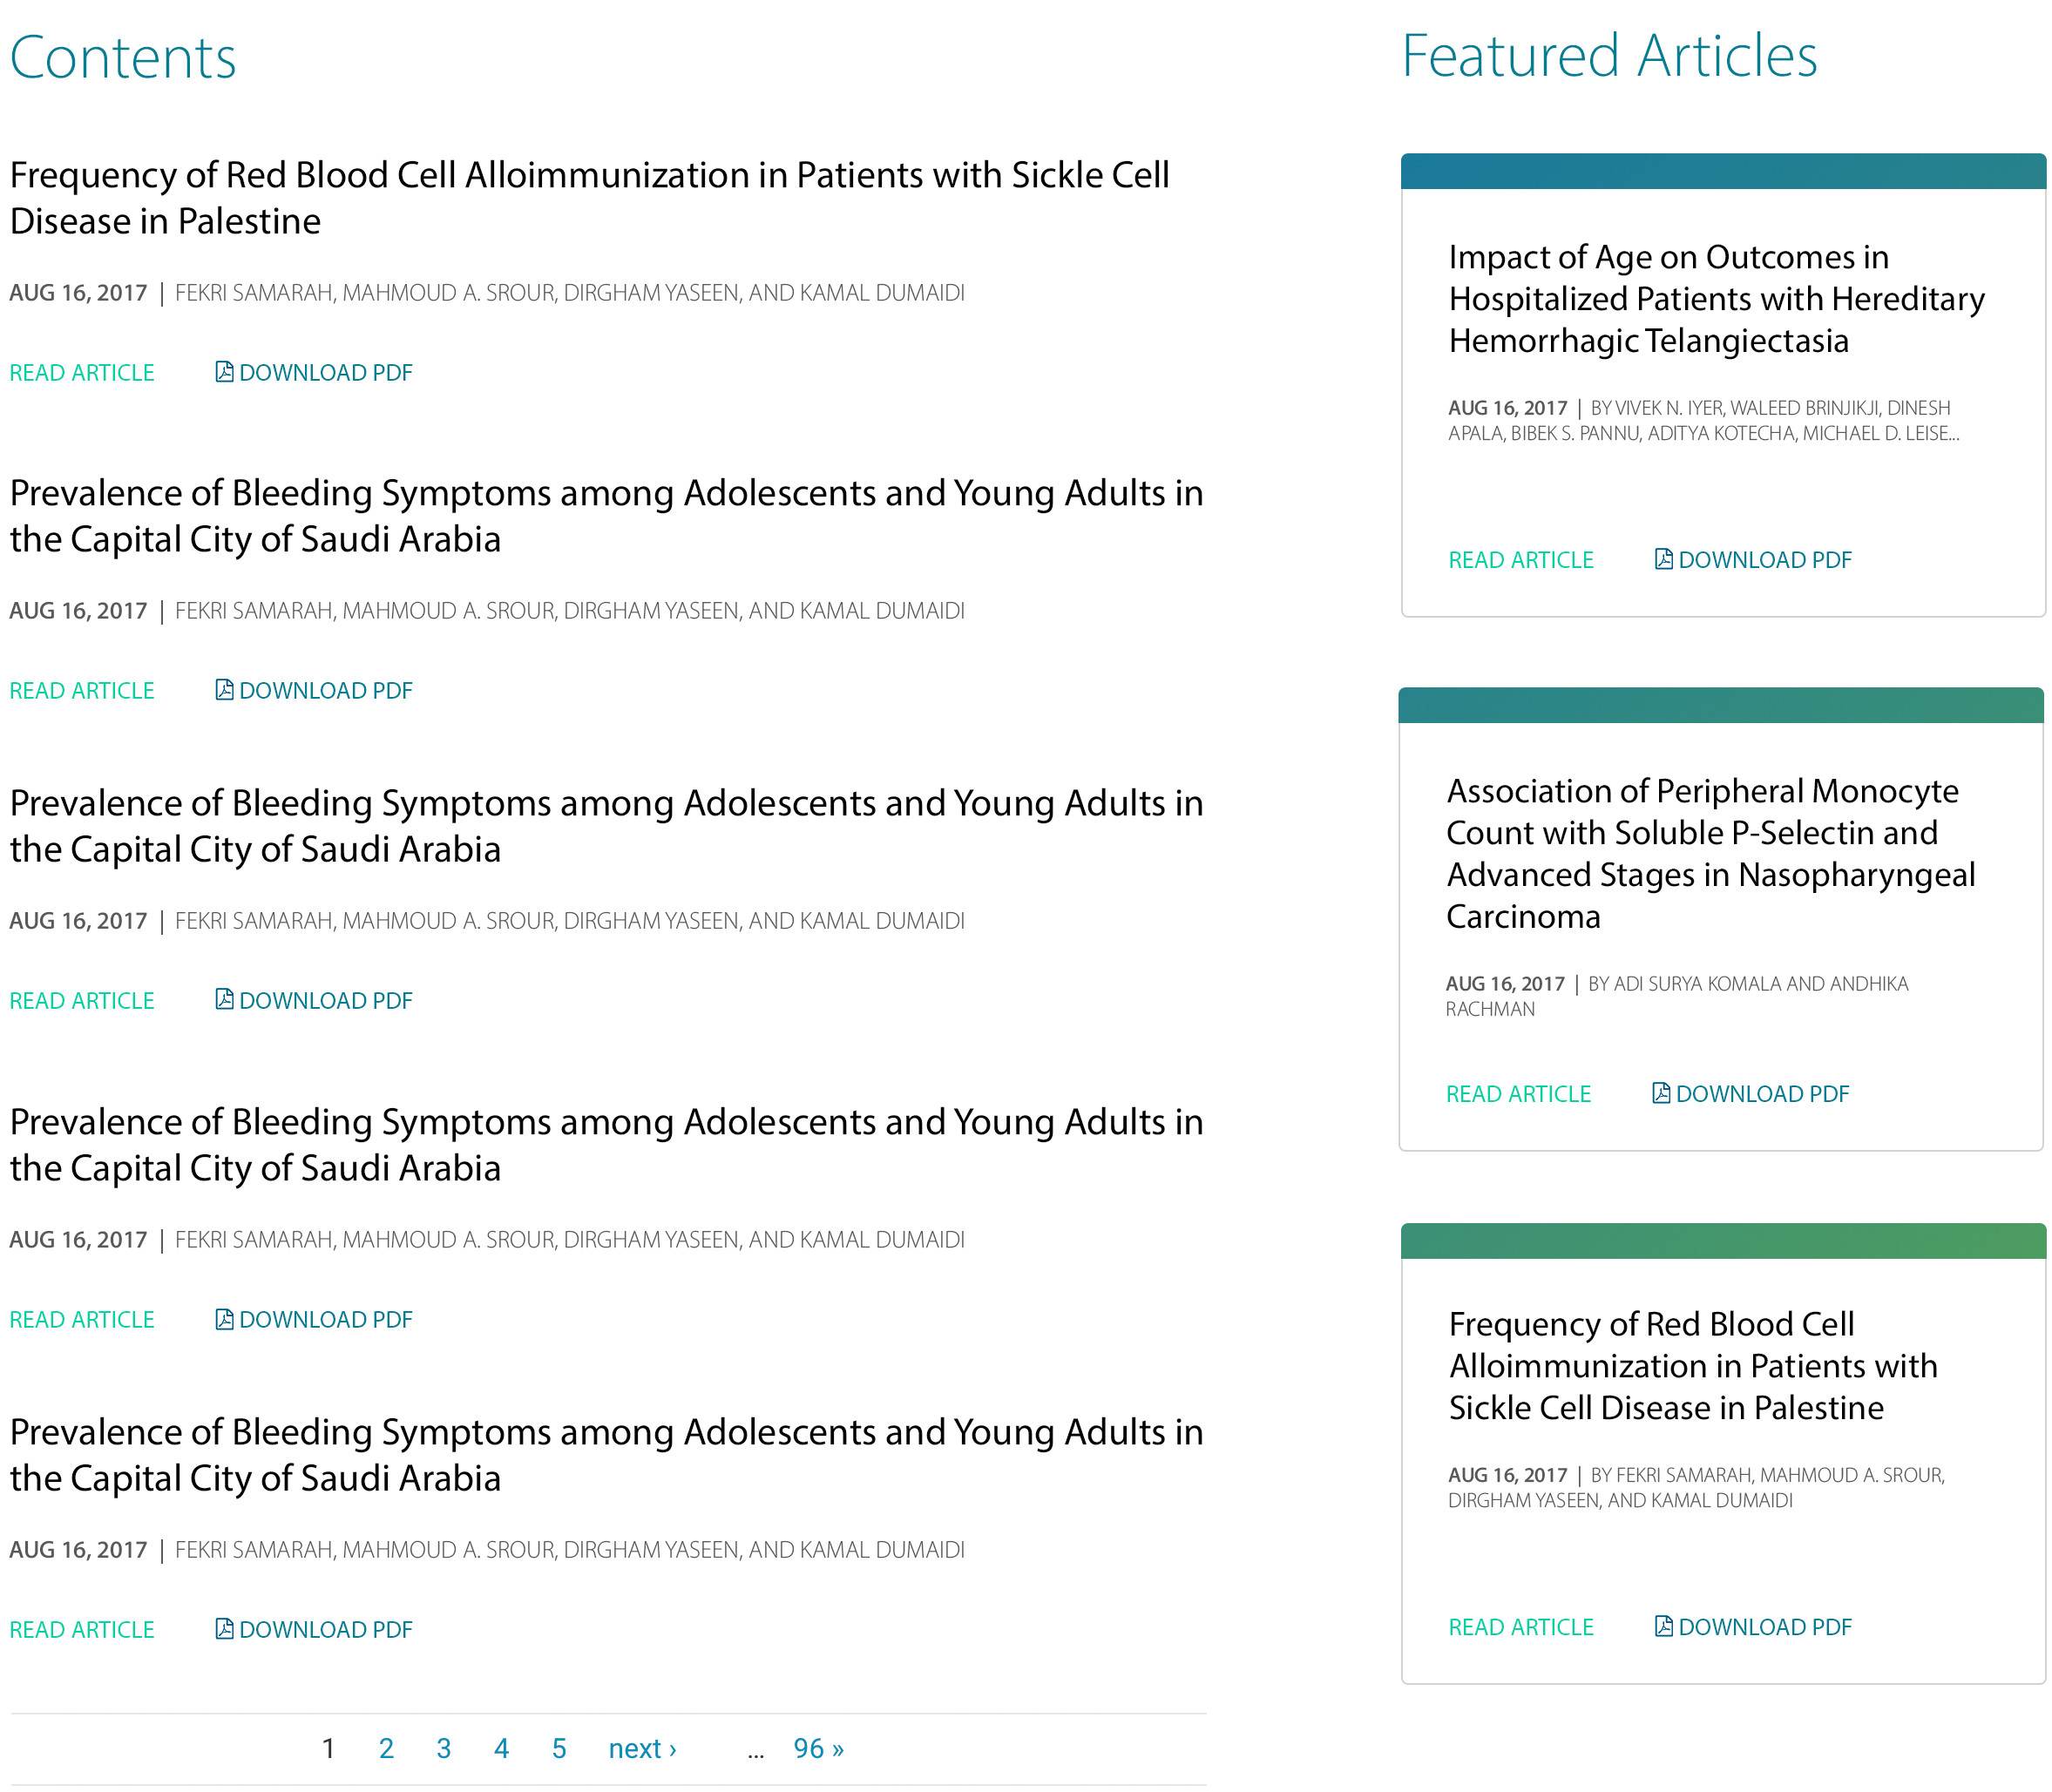 Contents
Frequency of Red Blood Cell Alloimmunization in Patients with Sickle Cell
Disease in Palestine
AUG 16, 2017 | FEKRI SAMARAH, MAHMOUD A. SROUR, DIRGHAM YASEEN, AND KAMAL DUMAIDI
READ ARTICLE DOWNLOAD PDF
Prevalence of Bleeding Symptoms among Adolescents and Young Adults in
the Capital City of Saudi Arabia
AUG 16, 2017 | FEKRI SAMARAH, MAHMOUD A. SROUR, DIRGHAM YASEEN, AND KAMAL DUMAIDI
READ ARTICLE DOWNLOAD PDF
Prevalence of Bleeding Symptoms among Adolescents and Young Adults in
the Capital City of Saudi Arabia
AUG 16, 2017 | FEKRI SAMARAH, MAHMOUD A. SROUR, DIRGHAM YASEEN, AND KAMAL DUMAIDI
READ ARTICLE DOWNLOAD PDF
Prevalence of Bleeding Symptoms among Adolescents and Young Adults in
the Capital City of Saudi Arabia
AUG 16, 2017 | FEKRI SAMARAH, MAHMOUD A. SROUR, DIRGHAM YASEEN, AND KAMAL DUMAIDI
READ ARTICLE DOWNLOAD PDF
Prevalence of Bleeding Symptoms among Adolescents and Young Adults in
the Capital City of Saudi Arabia
AUG 16, 2017 | FEKRI SAMARAH, MAHMOUD A. SROUR, DIRGHAM YASEEN, AND KAMAL DUMAIDI
READ ARTICLE DOWNLOAD PDF
1 2 3 4 5 next › ... 96 »
Featured Articles
Impact of Age on Outcomes in
Hospitalized Patients with Hereditary
Hemorrhagic Telangiectasia
AUG 16, 2017 | BY VIVEK N. IYER, WALEED BRINJIKJI, DINESH
APALA, BIBEK S. PANNU, ADITYA KOTECHA, MICHAEL D. LEISE...
READ ARTICLE DOWNLOAD PDF
Association of Peripheral Monocyte
Count with Soluble P-Selectin and
Advanced Stages in Nasopharyngeal
Carcinoma
AUG 16, 2017 | BY ADI SURYA KOMALA AND ANDHIKA
RACHMAN
READ ARTICLE DOWNLOAD PDF
Frequency of Red Blood Cell
Alloimmunization in Patients with
Sickle Cell Disease in Palestine
AUG 16, 2017 | BY FEKRI SAMARAH, MAHMOUD A. SROUR,
DIRGHAM YASEEN, AND KAMAL DUMAIDI
READ ARTICLE DOWNLOAD PDF